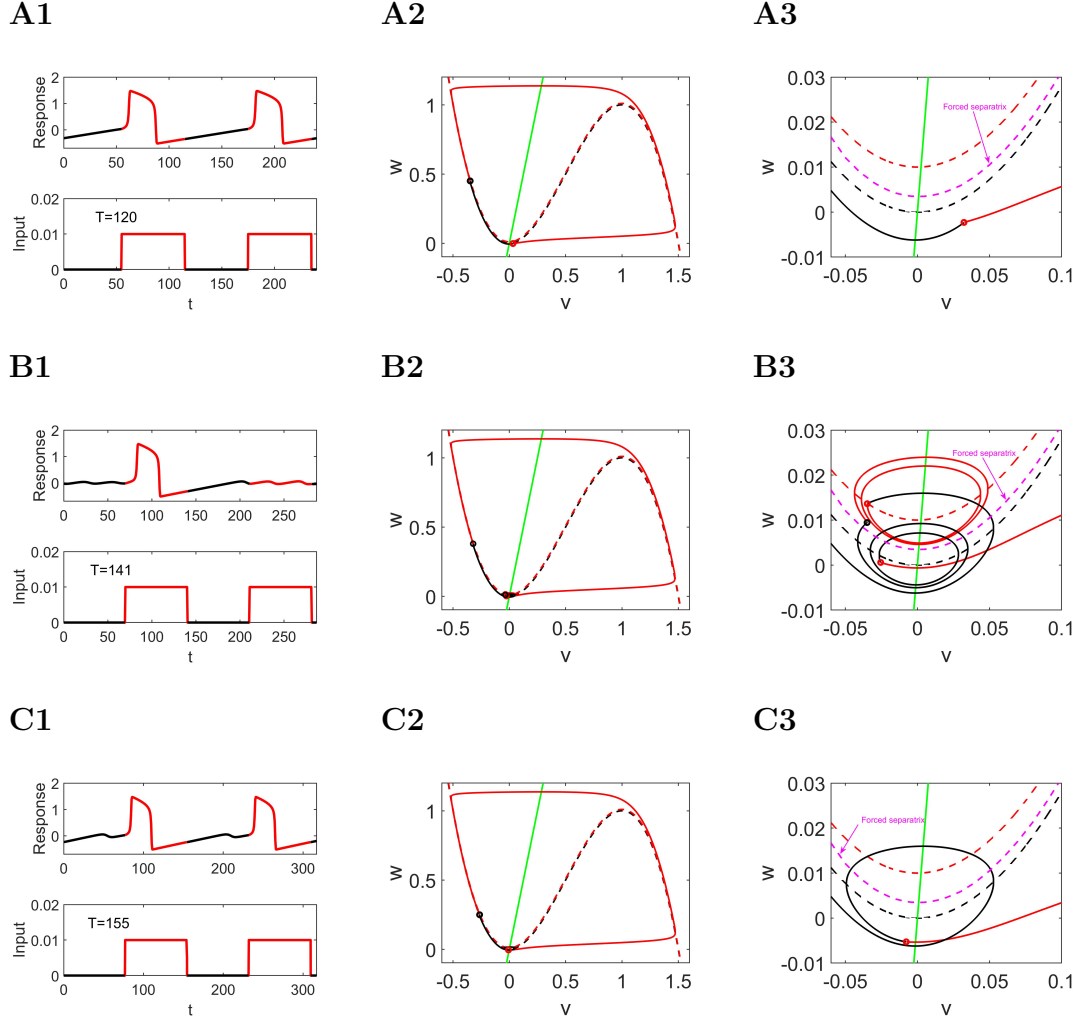 A1 A2 A3
Response
2
1
0
0 50 100 150 200
T=120
Input
0.02
0.01
0
0 50 100 150 200
t
w
1
0.5
0
-0.5 0 0.5 1 1.5
v
Forced separatrix
w
0.03
0.02
0.01
0
-0.01
-0.05 0 0.05 0.1
v
B1 B2 B3
Response
2
1
0
0 50 100 150 200 250
T=141
Input
0.02
0.01
0
0 50 100 150 200 250
t
w
1
0.5
0
-0.5 0 0.5 1 1.5
v
Forced separatrix
w
0.03
0.02
0.01
0
-0.01
-0.05 0 0.05 0.1
v
C1 C2 C3
Response
2
1
0
0 100 200 300
T=155
Input
0.02
0.01
0
0 100 200 300
t
w
1
0.5
0
-0.5 0 0.5 1 1.5
v
Forced separatrix
w
0.03
0.02
0.01
0
-0.01
-0.05 0 0.05 0.1
v